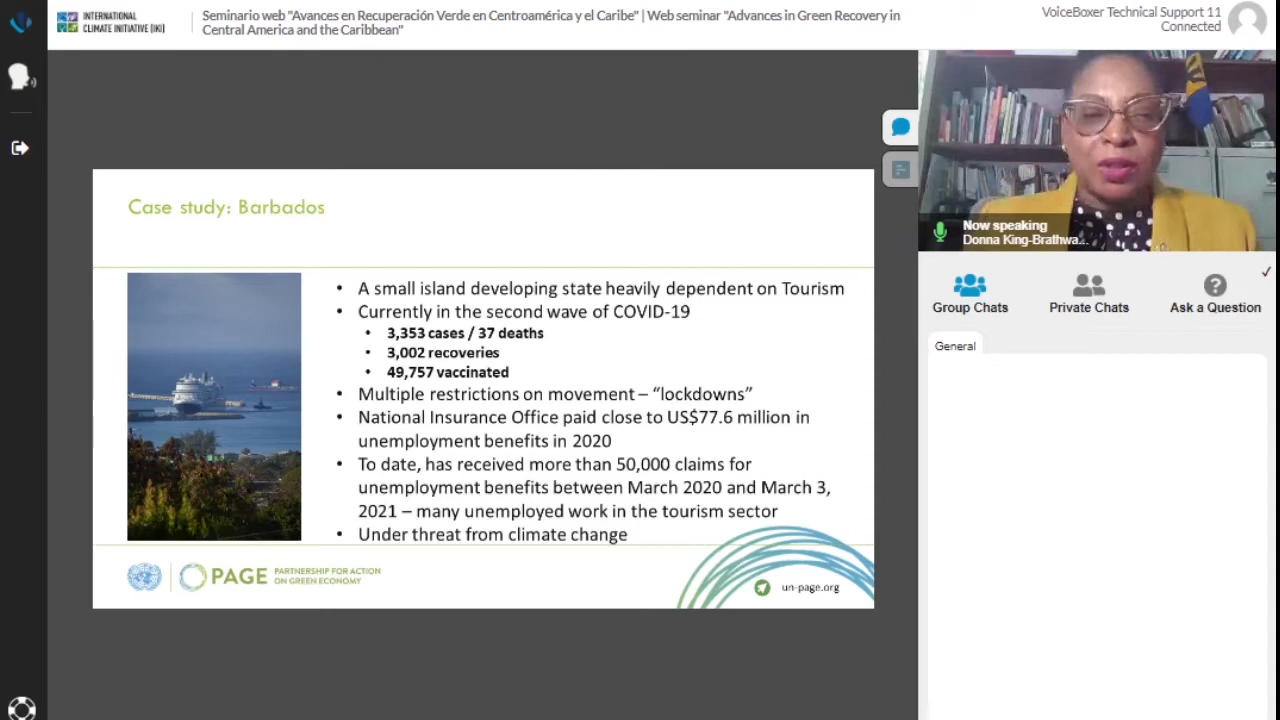 INTERNATIONAL
CLIMATE INITIATIVE (IKI)
Seminario web "Avances en Recuperación Verde en Centroamérica y el Caribe" | Web seminar "Advances in Green Recovery in
Central America and the Caribbean"
VoiceBoxer Technical Support 11
Connected
Case study: Barbados
• A small island developing state heavily dependent on Tourism
• Currently in the second wave of COVID-19
• 3,353 cases / 37 deaths
• 3,002 recoveries
• 49,757 vaccinated
• Multiple restrictions on movement – “lockdowns”
• National Insurance Office paid close to US$77.6 million in
unemployment benefits in 2020
• To date, has received more than 50,000 claims for
unemployment benefits between March 2020 and March 3,
2021 – many unemployed work in the tourism sector
• Under threat from climate change
PAGE
PARTNERSHIP FOR ACTION
ON GREEN ECONOMY
un-page.org
Now speaking
Donna King-Brathwa...
Group Chats
Private Chats
Ask a Question
General